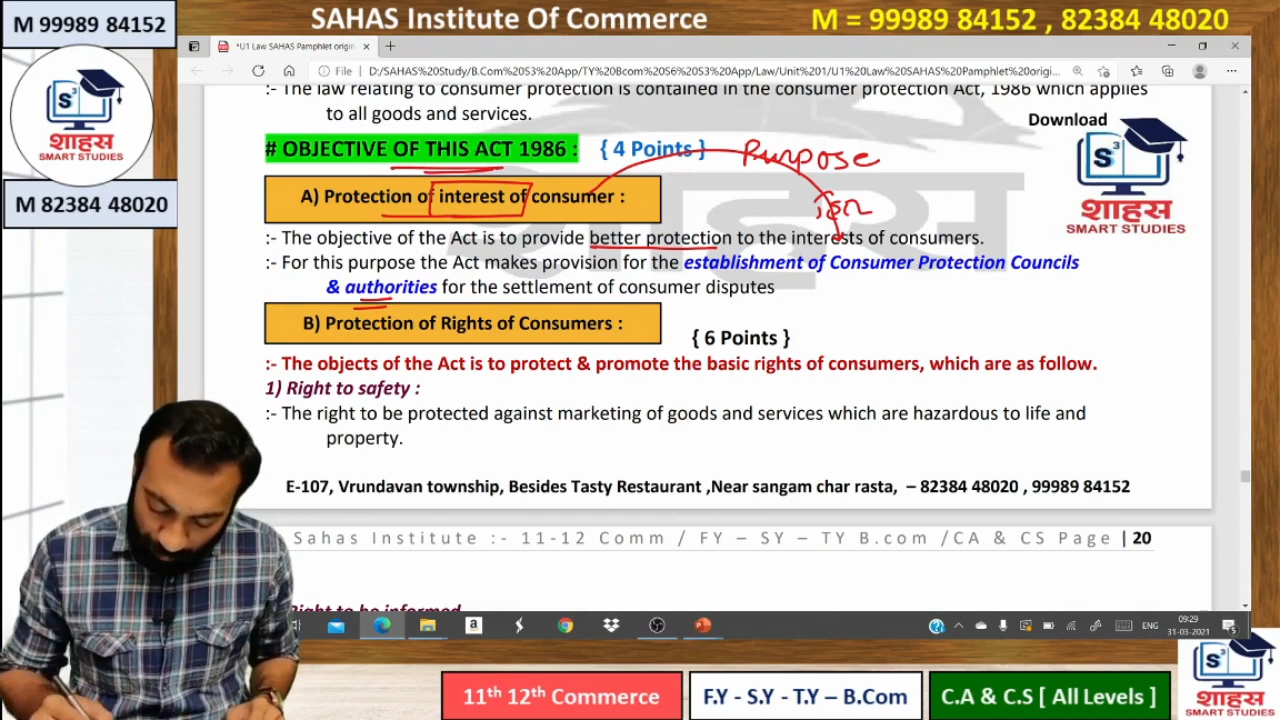 M 99989 84152
SAHAS Institute Of Commerce
M = 99989 84152 , 82384 48020
S³
शाहस
SMART STUDIES
M 82384 48020
*U1 Law SAHAS Pamphlet origin
File
D:/SAHAS%20Study/B.Com%20S3%20App/TY%20Bcom%20S6%20S3%20App/Law/Unit%201/U1%20Law%20SAHAS%20Pamphlet%20origi...
:- The law relating to consumer protection is contained in the consumer protection Act, 1986 which applies
to all goods and services.
Download
# OBJECTIVE OF THIS ACT 1986 :
{ 4 Points }
Purpose
S³
शाहस
SMART STUDIES
A) Protection of interest of consumer :
:- The objective of the Act is to provide better protection to the interests of consumers.
:- For this purpose the Act makes provision for the establishment of Consumer Protection Councils
& authorities for the settlement of consumer disputes
B) Protection of Rights of Consumers :
{ 6 Points }
:- The objects of the Act is to protect & promote the basic rights of consumers, which are as follow.
1) Right to safety :
:- The right to be protected against marketing of goods and services which are hazardous to life and
property.
E-107, Vrundavan township, Besides Tasty Restaurant ,Near sangam char rasta, – 82384 48020 , 99989 84152
Sahas Institute :- 11-12 Comm / FY – SY – TY B.com /CA & CS Page | 20
Right to be informed
ENG
09:29
31-03-2021
11th 12th Commerce
F.Y - S.Y - T.Y – B.Com
C.A & C.S [ All Levels ]
S³
शाहस
SMART STUDIES